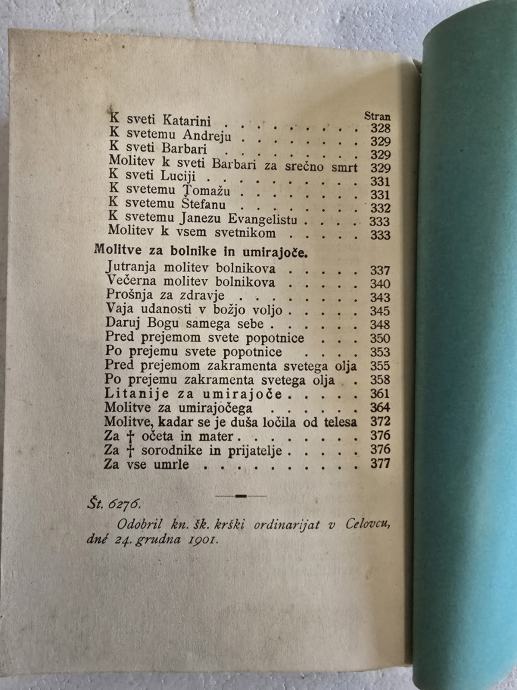 Stran
K sveti Katarini . . . . . . . . 328
K svetemu Andreju . . . . . . . 329
K sveti Barbari . . . . . . . . 329
Molitev k sveti Barbari za srečno smrt 329
K sveti Luciji . . . . . . . . . 331
K svetemu Tomažu . . . . . . . 331
K svetemu Štefanu . . . . . . . 332
K svetemu Janezu Evangelistu . . . . 333
Molitev k vsem svetnikom . . . . . 333
Molitve za bolnike in umirajoče.
Jutranja molitev bolnikova . . . . . 337
Večerna molitev bolnikova . . . . . 340
Prošnja za zdravje . . . . . . . 343
Vaja udanosti v božjo voljo . . . . . 345
Daruj Bogu samega sebe . . . . . . 348
Pred prejemom svete popotnice . . . 350
Po prejemu svete popotnice . . . . 353
Pred prejemom zakramenta svetega olja 355
Po prejemu zakramenta svetega olja . . 358
Litanije za umirajoče . . . . . 361
Molitve za umirajočega . . . . . . 364
Molitve, kadar se je duša ločila od telesa 372
Za † očeta in mater . . . . . . . 376
Za † sorodnike in prijatelje . . . . . 376
Za vse umrle . . . . . . . . . 377
Št. 6276.
Odobril kn. šk. krški ordinarijat v Celovcu,
dné 24. grudna 1901.